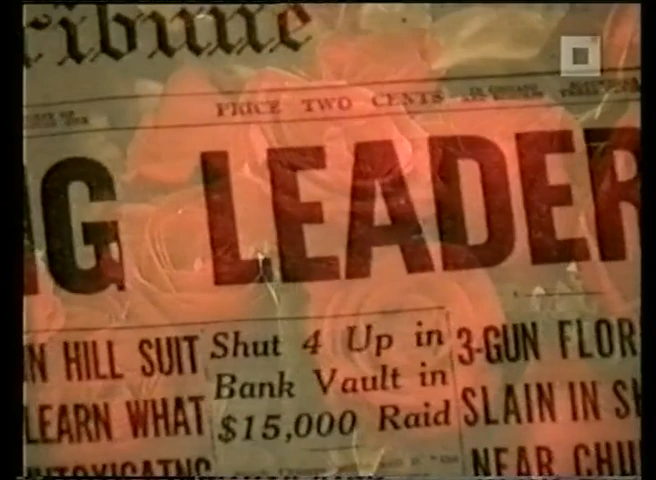 ribune
PRICE TWO CENTS
G LEADER
N HILL SUIT
LEARN WHAT
Shut 4 Up in
Bank Vault in
$15,000 Raid
3-GUN FLOR
SLAIN IN S
NEAR CHU